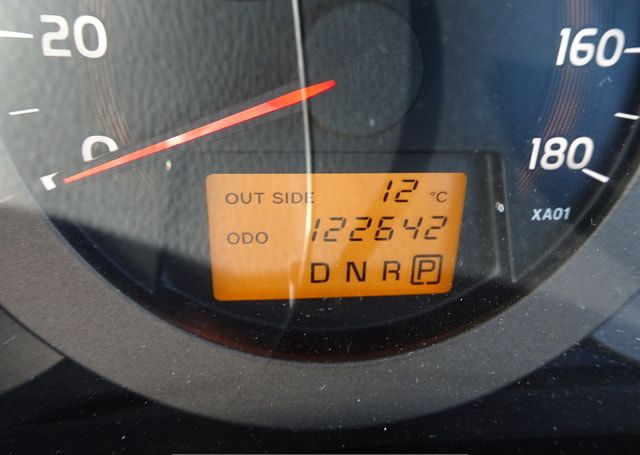 20
160
0
180
OUT SIDE 12 °C
XA01
ODO 122642
D N R P